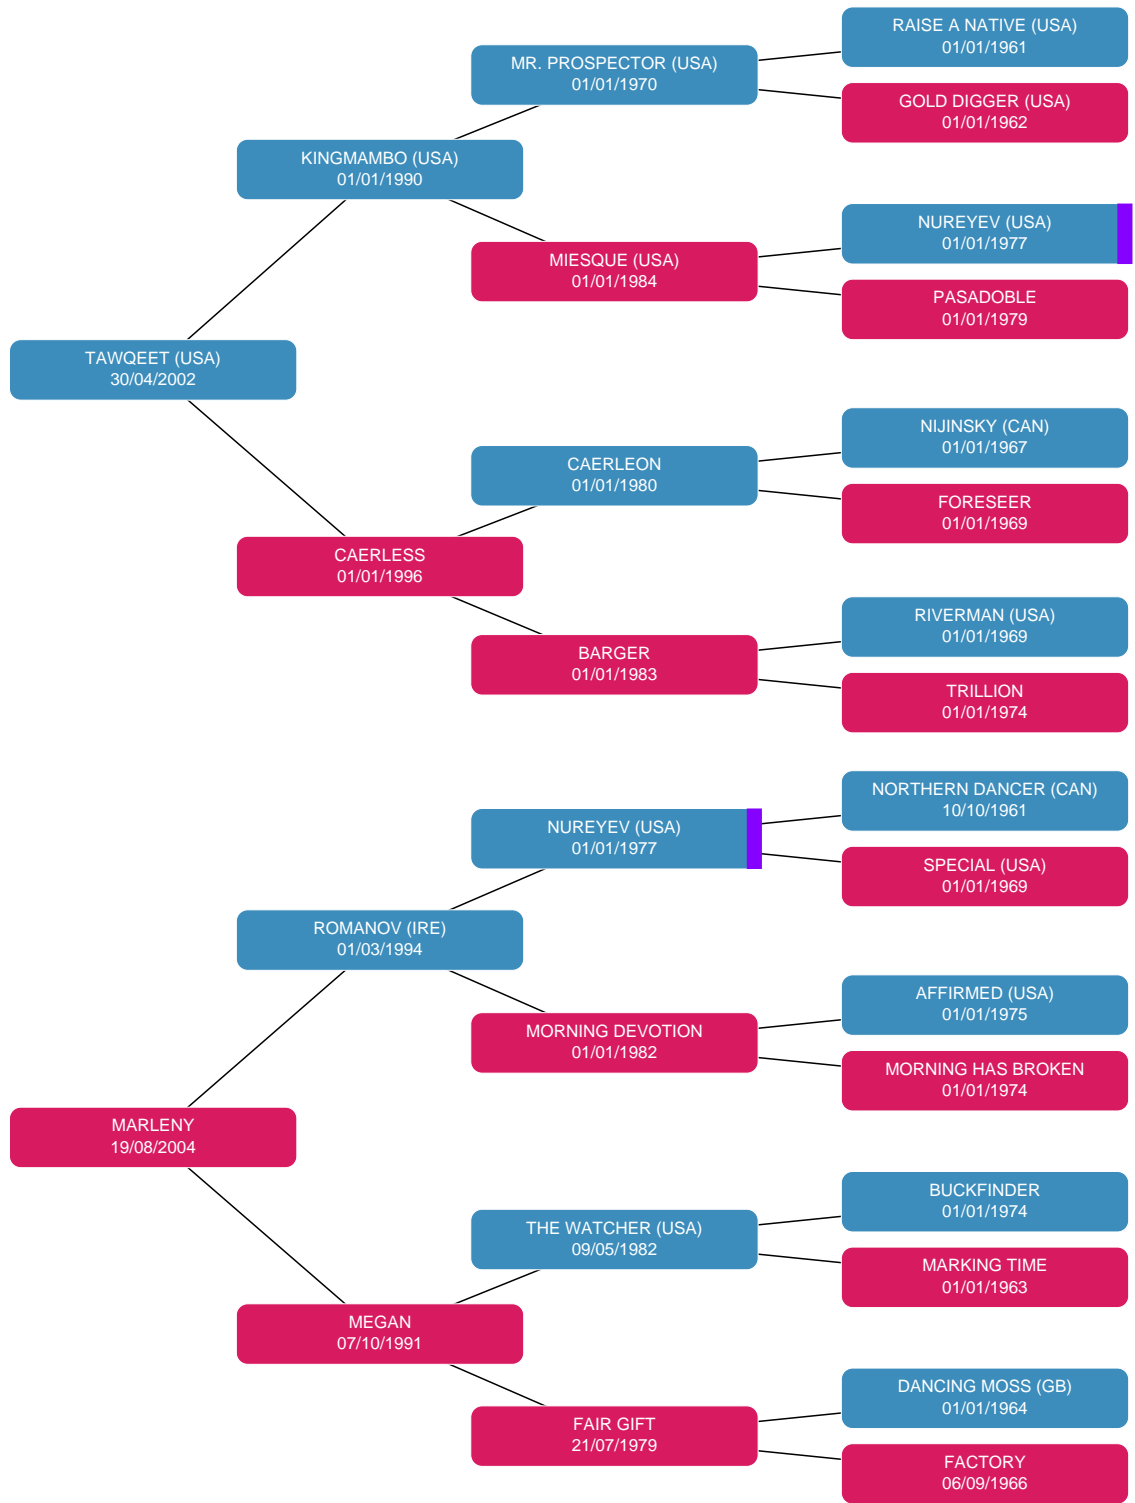 RAISE A NATIVE (USA)
01/01/1961
MR. PROSPECTOR (USA)
01/01/1970
GOLD DIGGER (USA)
01/01/1962
KINGMAMBO (USA)
01/01/1990
NUREYEV (USA)
01/01/1977
MIESQUE (USA)
01/01/1984
PASADOBLE
01/01/1979
TAWQEET (USA)
30/04/2002
NIJINSKY (CAN)
01/01/1967
CAERLEON
01/01/1980
FORESEER
01/01/1969
CAERLESS
01/01/1996
RIVERMAN (USA)
01/01/1969
BARGER
01/01/1983
TRILLION
01/01/1974
NORTHERN DANCER (CAN)
10/10/1961
NUREYEV (USA)
01/01/1977
SPECIAL (USA)
01/01/1969
ROMANOV (IRE)
01/03/1994
AFFIRMED (USA)
01/01/1975
MORNING DEVOTION
01/01/1982
MORNING HAS BROKEN
01/01/1974
MARLENY
19/08/2004
BUCKFINDER
01/01/1974
THE WATCHER (USA)
09/05/1982
MARKING TIME
01/01/1963
MEGAN
07/10/1991
DANCING MOSS (GB)
01/01/1964
FAIR GIFT
21/07/1979
FACTORY
06/09/1966